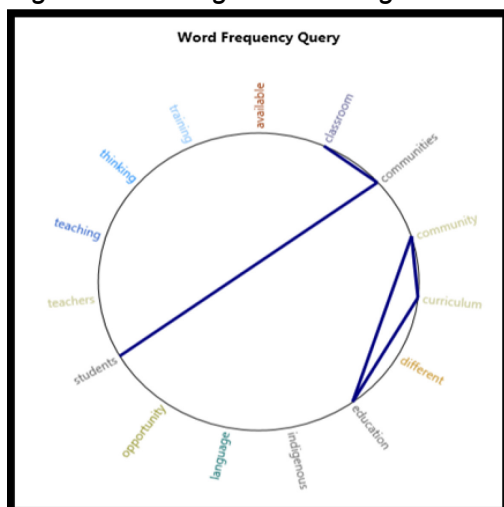 Word Frequency Query
available
classroom
communities
community
curriculum
different
education
indigenous
language
opportunity
students
teachers
teaching
thinking
training